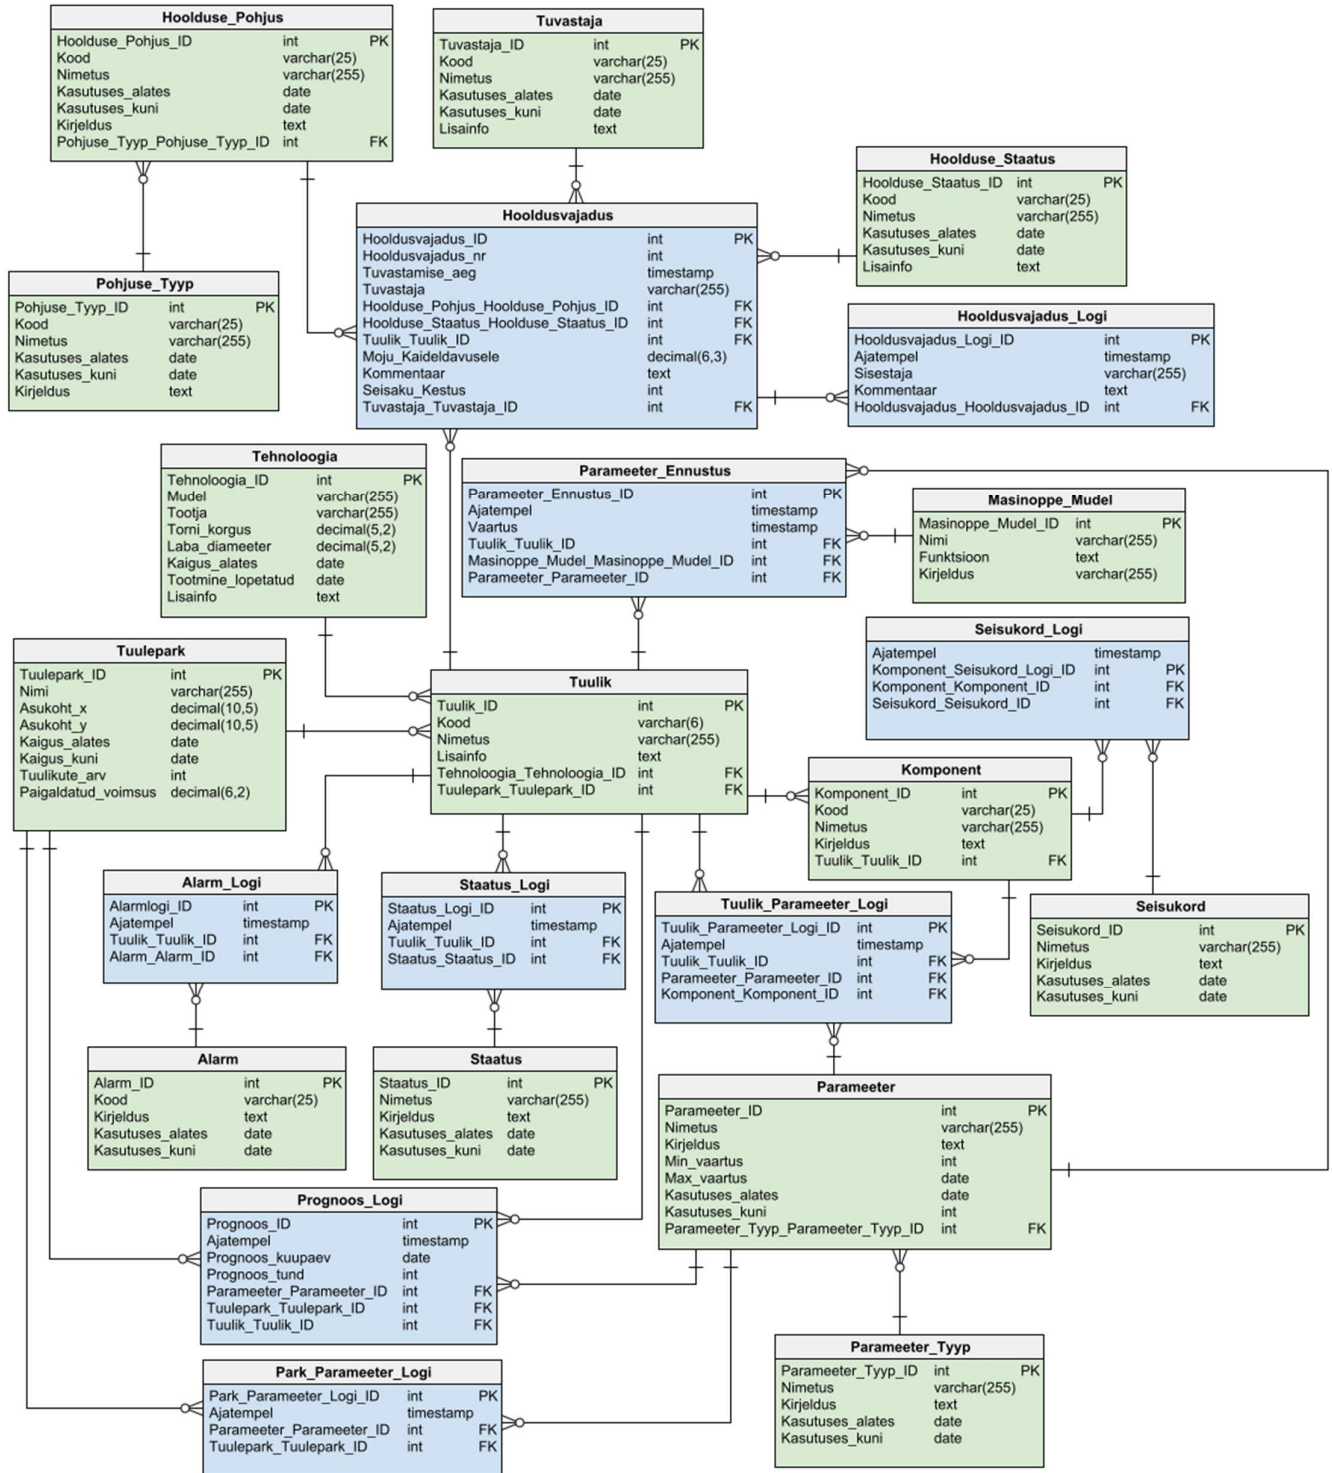 Hoolduse_Pohjus
Hoolduse_Pohjus_ID int PK
Kood varchar(25)
Nimetus varchar(255)
Kasutuses_alates date
Kasutuses_kuni date
Kirjeldus text
Pohjuse_Tyyp_Pohjuse_Tyyp_ID int FK
Tuvastaja
Tuvastaja_ID int PK
Kood varchar(25)
Nimetus varchar(255)
Kasutuses_alates date
Kasutuses_kuni date
Lisainfo text
Hoolduse_Staatus
Hoolduse_Staatus_ID int PK
Kood varchar(25)
Nimetus varchar(255)
Kasutuses_alates date
Kasutuses_kuni date
Lisainfo text
Hooldusvajadus
Hooldusvajadus_ID int PK
Hooldusvajadus_nr int
Tuvastamise_aeg timestamp
Tuvastaja varchar(255)
Hoolduse_Pohjus_Hoolduse_Pohjus_ID int FK
Hoolduse_Staatus_Hoolduse_Staatus_ID int FK
Tuulik_Tuulik_ID int FK
Moju_Kaideldavusele decimal(6,3)
Kommentaar text
Seisaku_Kestus int
Tuvastaja_Tuvastaja_ID int FK
Pohjuse_Tyyp
Pohjuse_Tyyp_ID int PK
Kood varchar(25)
Nimetus varchar(255)
Kasutuses_alates date
Kasutuses_kuni date
Kirjeldus text
Hooldusvajadus_Logi
Hooldusvajadus_Logi_ID int PK
Ajatempel timestamp
Sisestaja varchar(255)
Kommentaar text
Hooldusvajadus_Hooldusvajadus_ID int FK
Tehnoloogia
Tehnoloogia_ID int PK
Mudel varchar(255)
Tootja varchar(255)
Torni_korgus decimal(5,2)
Laba_diameeter decimal(5,2)
Kaigus_alates date
Tootmine_lopetatud date
Lisainfo text
Parameeter_Ennustus
Parameeter_Ennustus_ID int PK
Ajatempel timestamp
Vaartus timestamp
Tuulik_Tuulik_ID int FK
Masinoppe_Mudel_Masinoppe_Mudel_ID int FK
Parameeter_Parameeter_ID int FK
Masinoppe_Mudel
Masinoppe_Mudel_ID int PK
Nimi varchar(255)
Funktsioon text
Kirjeldus varchar(255)
Seisukord_Logi
Ajatempel timestamp
Komponent_Seisukord_Logi_ID int PK
Komponent_Komponent_ID int FK
Seisukord_Seisukord_ID int FK
Tuulepark
Tuulepark_ID int PK
Nimi varchar(255)
Asukoht_x decimal(10,5)
Asukoht_y decimal(10,5)
Kaigus_alates date
Kaigus_kuni date
Tuulikute_arv int
Paigaldatud_voimsus decimal(6,2)
Tuulik
Tuulik_ID int PK
Kood varchar(6)
Nimetus varchar(255)
Lisainfo text
Tehnoloogia_Tehnoloogia_ID int FK
Tuulepark_Tuulepark_ID int FK
Komponent
Komponent_ID int PK
Kood varchar(25)
Nimetus varchar(255)
Kirjeldus text
Tuulik_Tuulik_ID int FK
Alarm_Logi
Alarmlogi_ID int PK
Ajatempel timestamp
Tuulik_Tuulik_ID int FK
Alarm_Alarm_ID int FK
Staatus_Logi
Staatus_Logi_ID int PK
Ajatempel timestamp
Tuulik_Tuulik_ID int FK
Staatus_Staatus_ID int FK
Tuulik_Parameeter_Logi
Tuulik_Parameeter_Logi_ID int PK
Ajatempel timestamp
Tuulik_Tuulik_ID int FK
Parameeter_Parameeter_ID int FK
Komponent_Komponent_ID int FK
Seisukord
Seisukord_ID int PK
Nimetus varchar(255)
Kirjeldus text
Kasutuses_alates date
Kasutuses_kuni date
Alarm
Alarm_ID int PK
Kood varchar(25)
Kirjeldus text
Kasutuses_alates date
Kasutuses_kuni date
Staatus
Staatus_ID int PK
Nimetus varchar(255)
Kirjeldus text
Kasutuses_alates date
Kasutuses_kuni date
Parameeter
Parameeter_ID int PK
Nimetus varchar(255)
Kirjeldus text
Min_vaartus int
Max_vaartus date
Kasutuses_alates date
Kasutuses_kuni int
Parameeter_Tyyp_Parameeter_Tyyp_ID int FK
Prognoos_Logi
Prognoos_ID int PK
Ajatempel timestamp
Prognoos_kuupaev date
Prognoos_tund int
Parameeter_Parameeter_ID int FK
Tuulepark_Tuulepark_ID int FK
Tuulik_Tuulik_ID int FK
Park_Parameeter_Logi
Park_Parameeter_Logi_ID int PK
Ajatempel timestamp
Parameeter_Parameeter_ID int FK
Tuulepark_Tuulepark_ID int FK
Parameeter_Tyyp
Parameeter_Tyyp_ID int PK
Nimetus varchar(255)
Kirjeldus text
Kasutuses_alates date
Kasutuses_kuni date